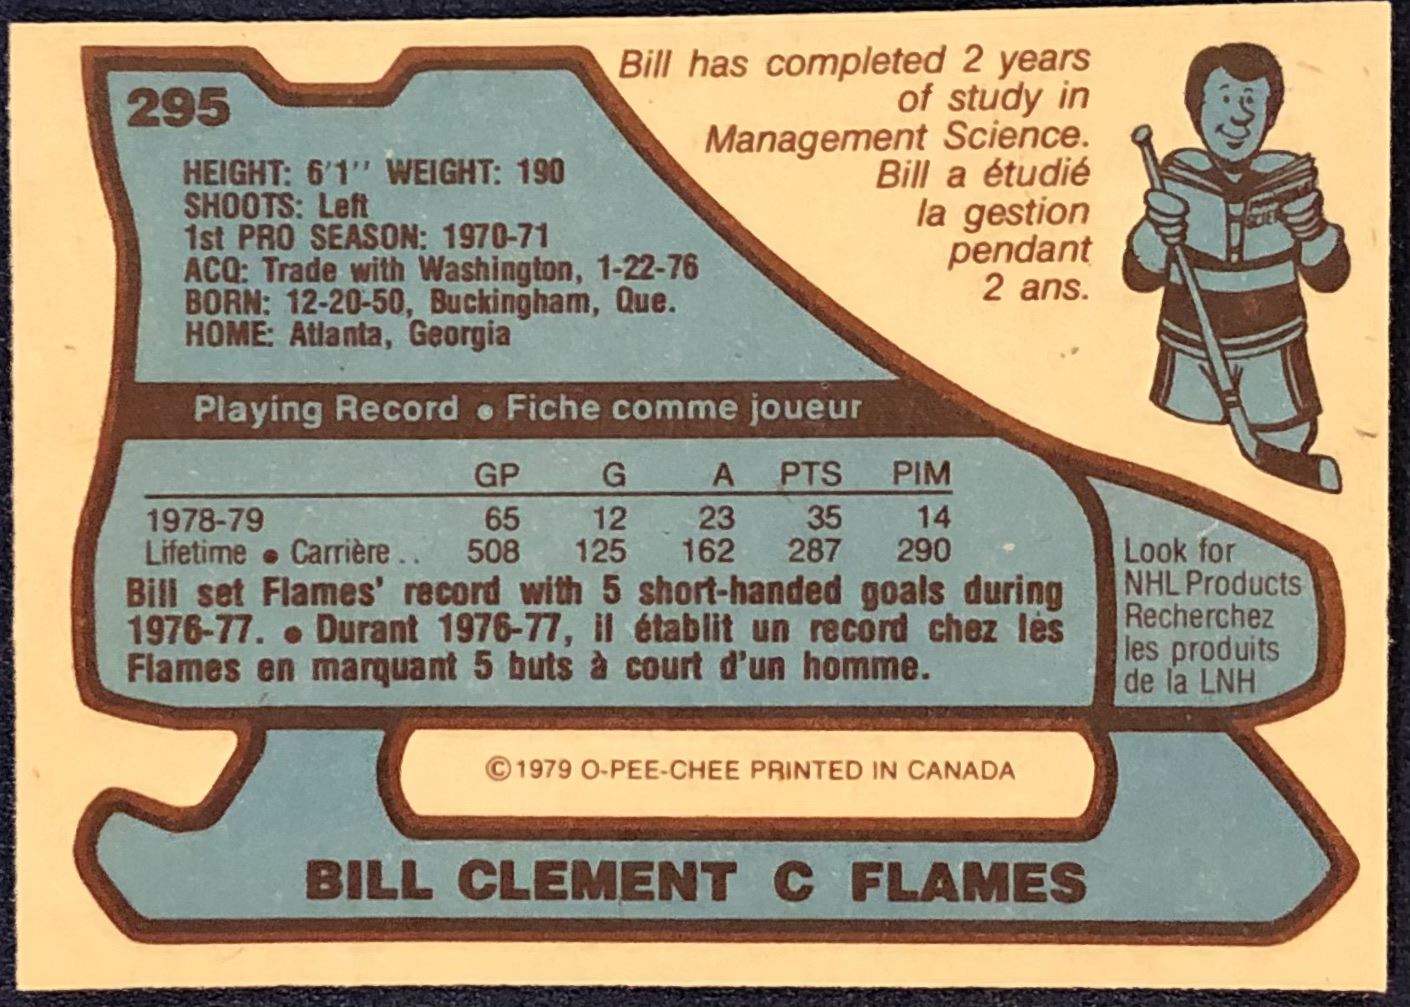 295
Bill has completed 2 years
of study in
Management Science.
Bill a étudié
la gestion
pendant
2 ans.
HEIGHT: 6'1'' WEIGHT: 190
SHOOTS: Left
1st PRO SEASON: 1970-71
ACQ: Trade with Washington, 1-22-76
BORN: 12-20-50, Buckingham, Que.
HOME: Atlanta, Georgia
Playing Record • Fiche comme joueur
GP G A PTS PIM
1978-79 65 12 23 35 14
Lifetime • Carrière .. 508 125 162 287 290
Bill set Flames' record with 5 short-handed goals during
1976-77. • Durant 1976-77, il établit un record chez les
Flames en marquant 5 buts à court d'un homme.
Look for
NHL Products
Recherchez
les produits
de la LNH
©1979 O-PEE-CHEE PRINTED IN CANADA
BILL CLEMENT C FLAMES